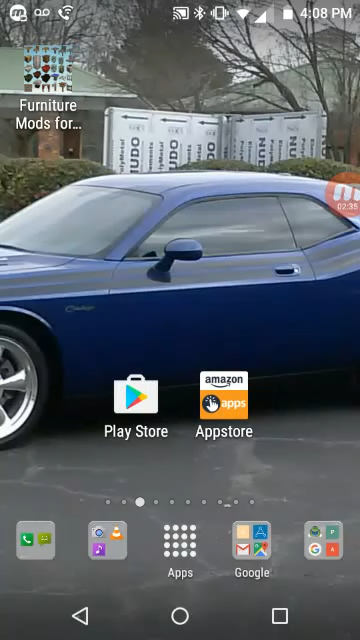 4:08 PM
Furniture
Mods for...
02:35
amazon
apps
Play Store
Appstore
Apps
Google